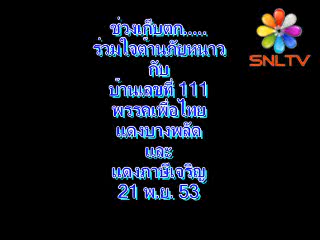 ช่วงเก็บตก.....
ร่วมใจต้านภัยหนาว
กับ
บ้านเลขที่ 111
พรรคเพื่อไทย
แดงบางพลัด
และ
แดงภาษีเจริญ
21 พ.ย. 53
SNLTV